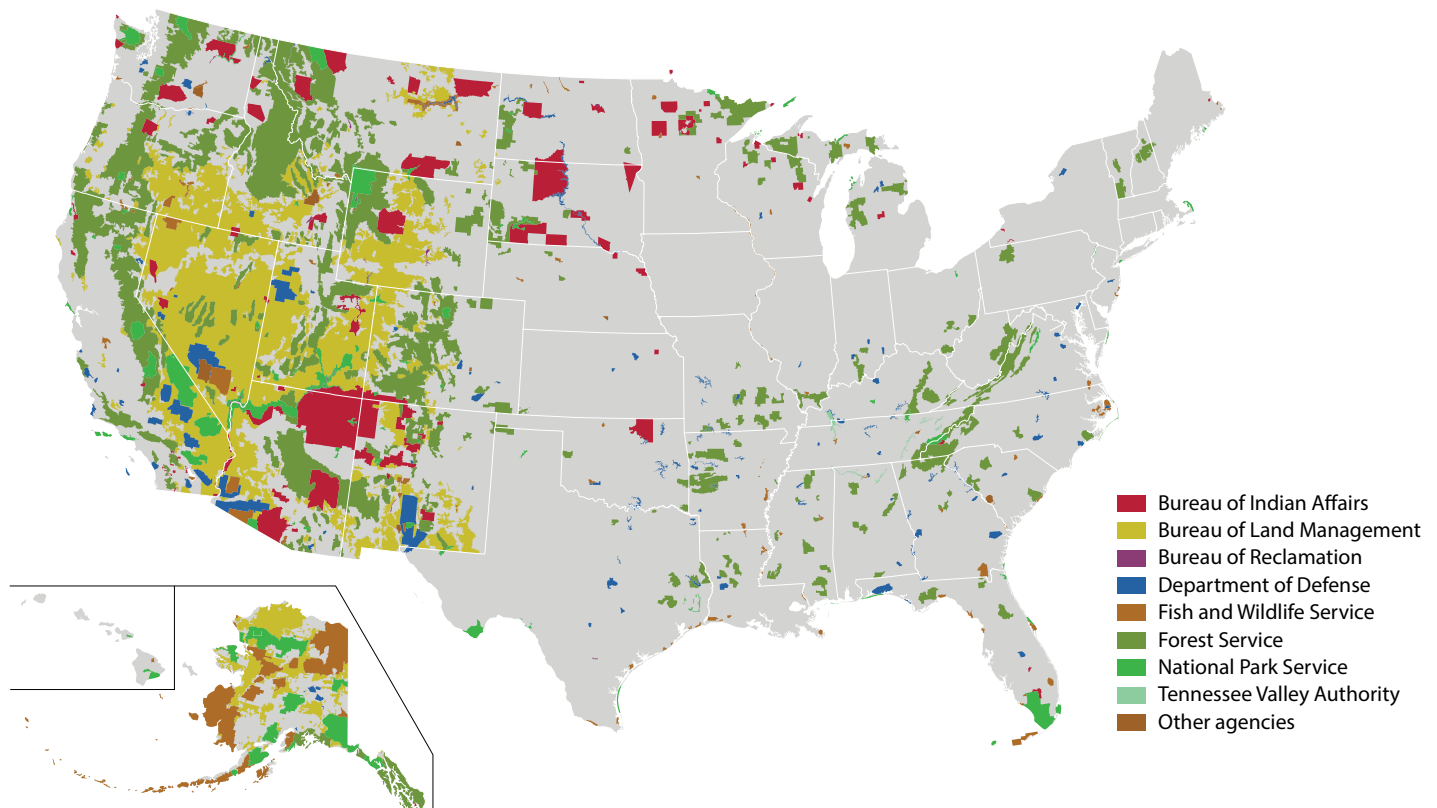 Bureau of Indian Affairs
Bureau of Land Management
Bureau of Reclamation
Department of Defense
Fish and Wildlife Service
Forest Service
National Park Service
Tennessee Valley Authority
Other agencies